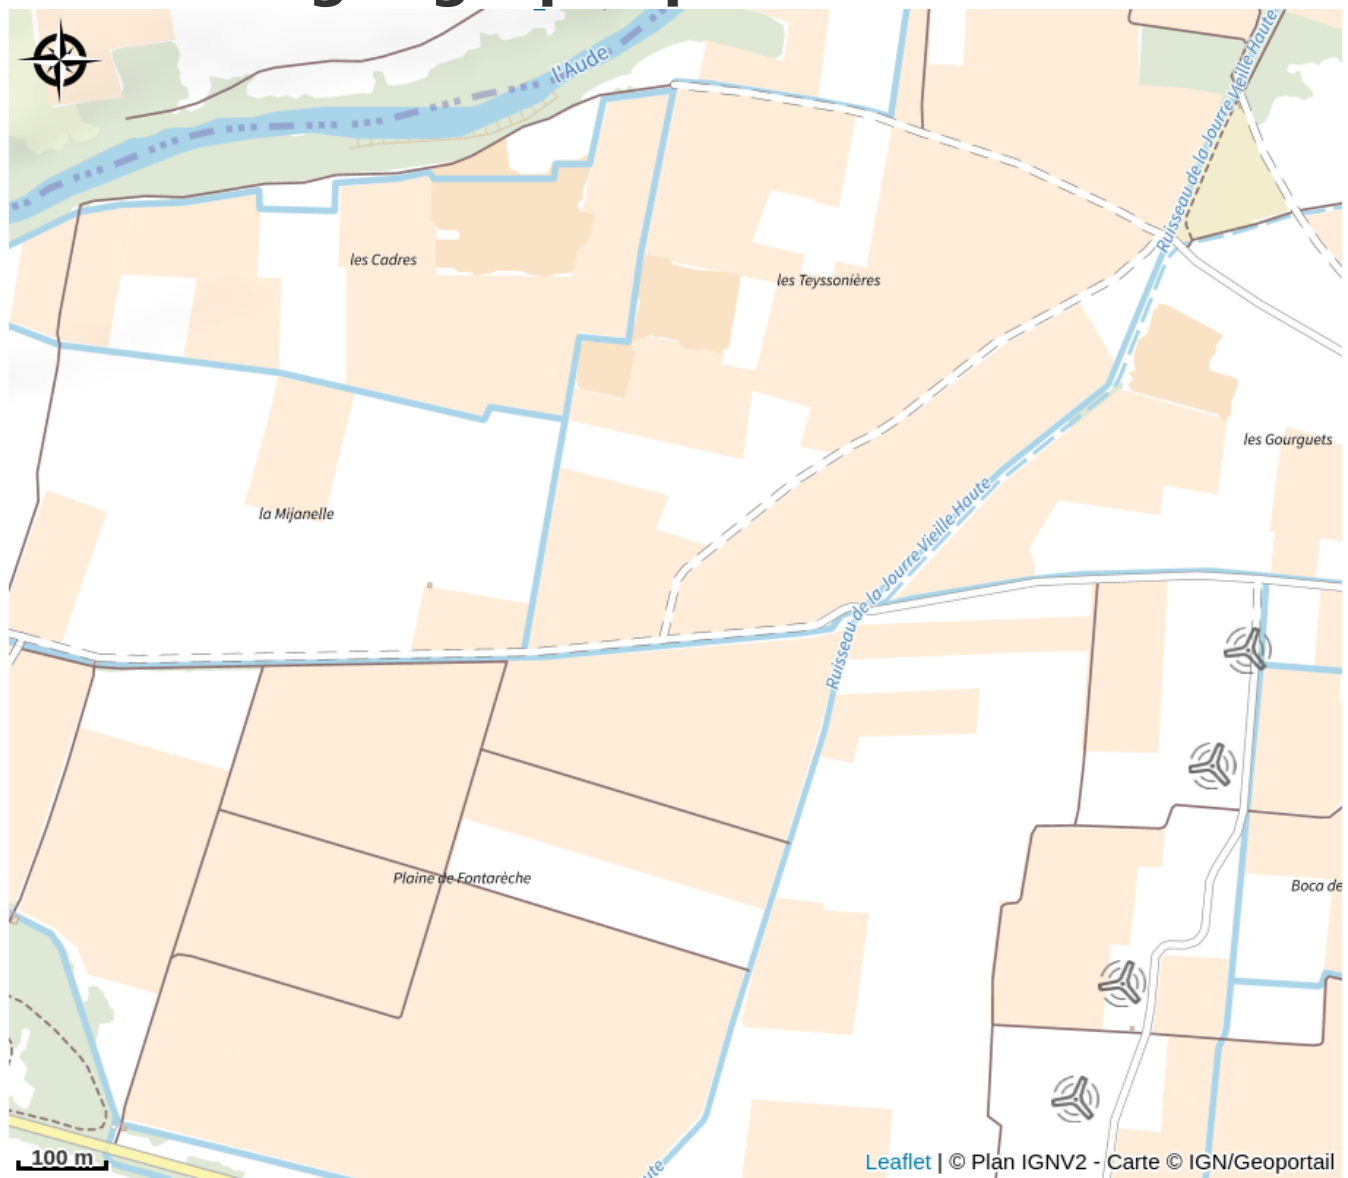 l'Aude
Ruisseau de la Jourre Vieille Haute
les Cadres
les Teyssonières
les Gourguets
la Mijanelle
Ruisseau de la Jourre Vieille Haute
Plaine de Fontarèche
Boca de
100 m
Leaflet | © Plan IGNV2 - Carte © IGN/Geoportail